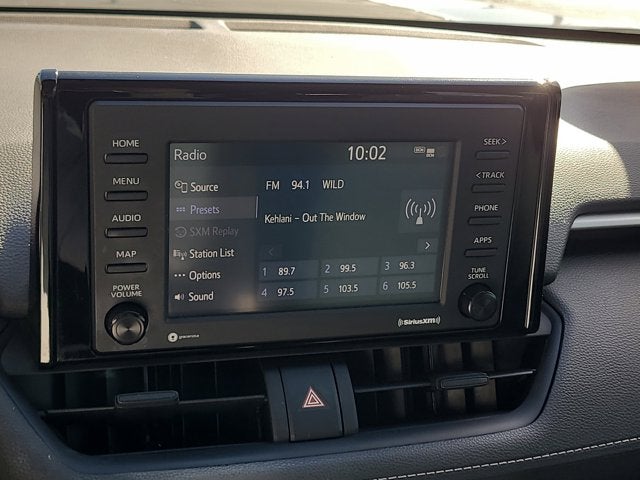 HOME
MENU
AUDIO
MAP
POWER
VOLUME
Radio
10:02
Source
FM 94.1 WILD
Presets
Kehlani - Out The Window
SXM Replay
Station List
Options
Sound
1 89.7 2 99.5 3 96.3
4 97.5 5 103.5 6 105.5
SEEK >
< TRACK
PHONE
APPS
TUNE
SCROLL
gracenote
((SiriusXM))